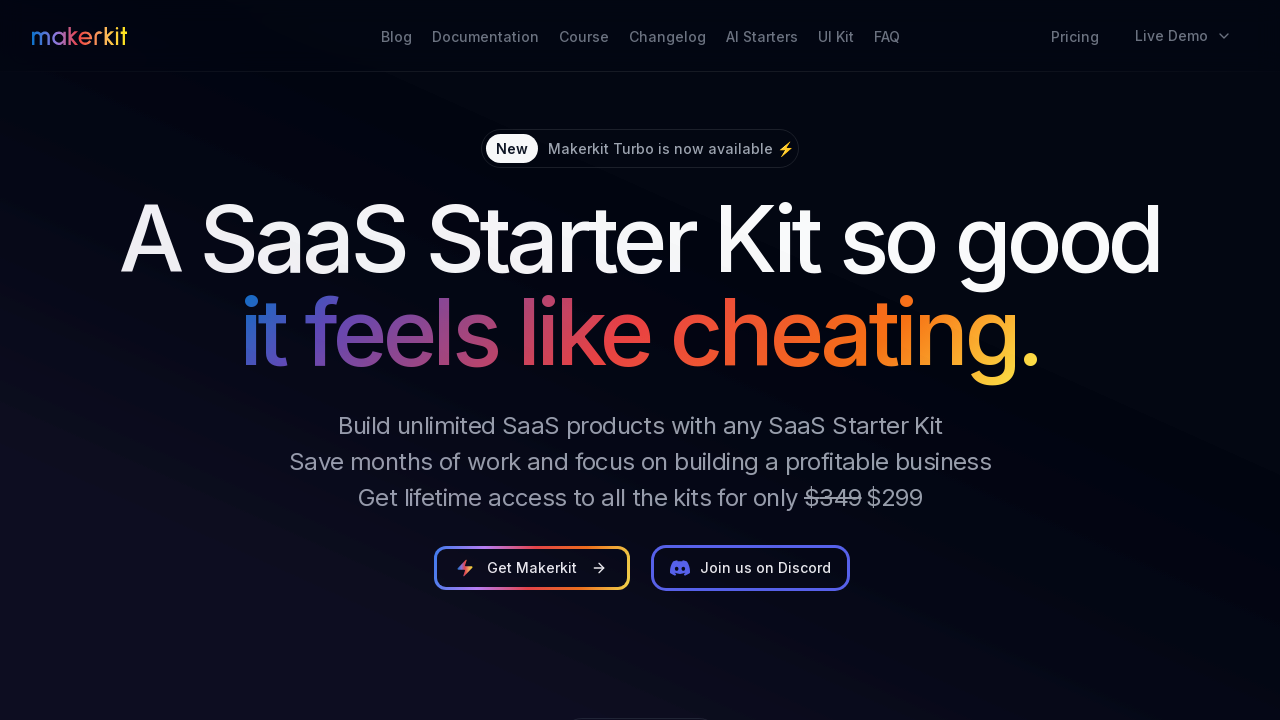 makerkit
Blog Documentation Course Changelog AI Starters UI Kit FAQ
Pricing Live Demo
New Makerkit Turbo is now available ⚡
A SaaS Starter Kit so good
it feels like cheating.
Build unlimited SaaS products with any SaaS Starter Kit
Save months of work and focus on building a profitable business
Get lifetime access to all the kits for only $349 $299
Get Makerkit →
Join us on Discord